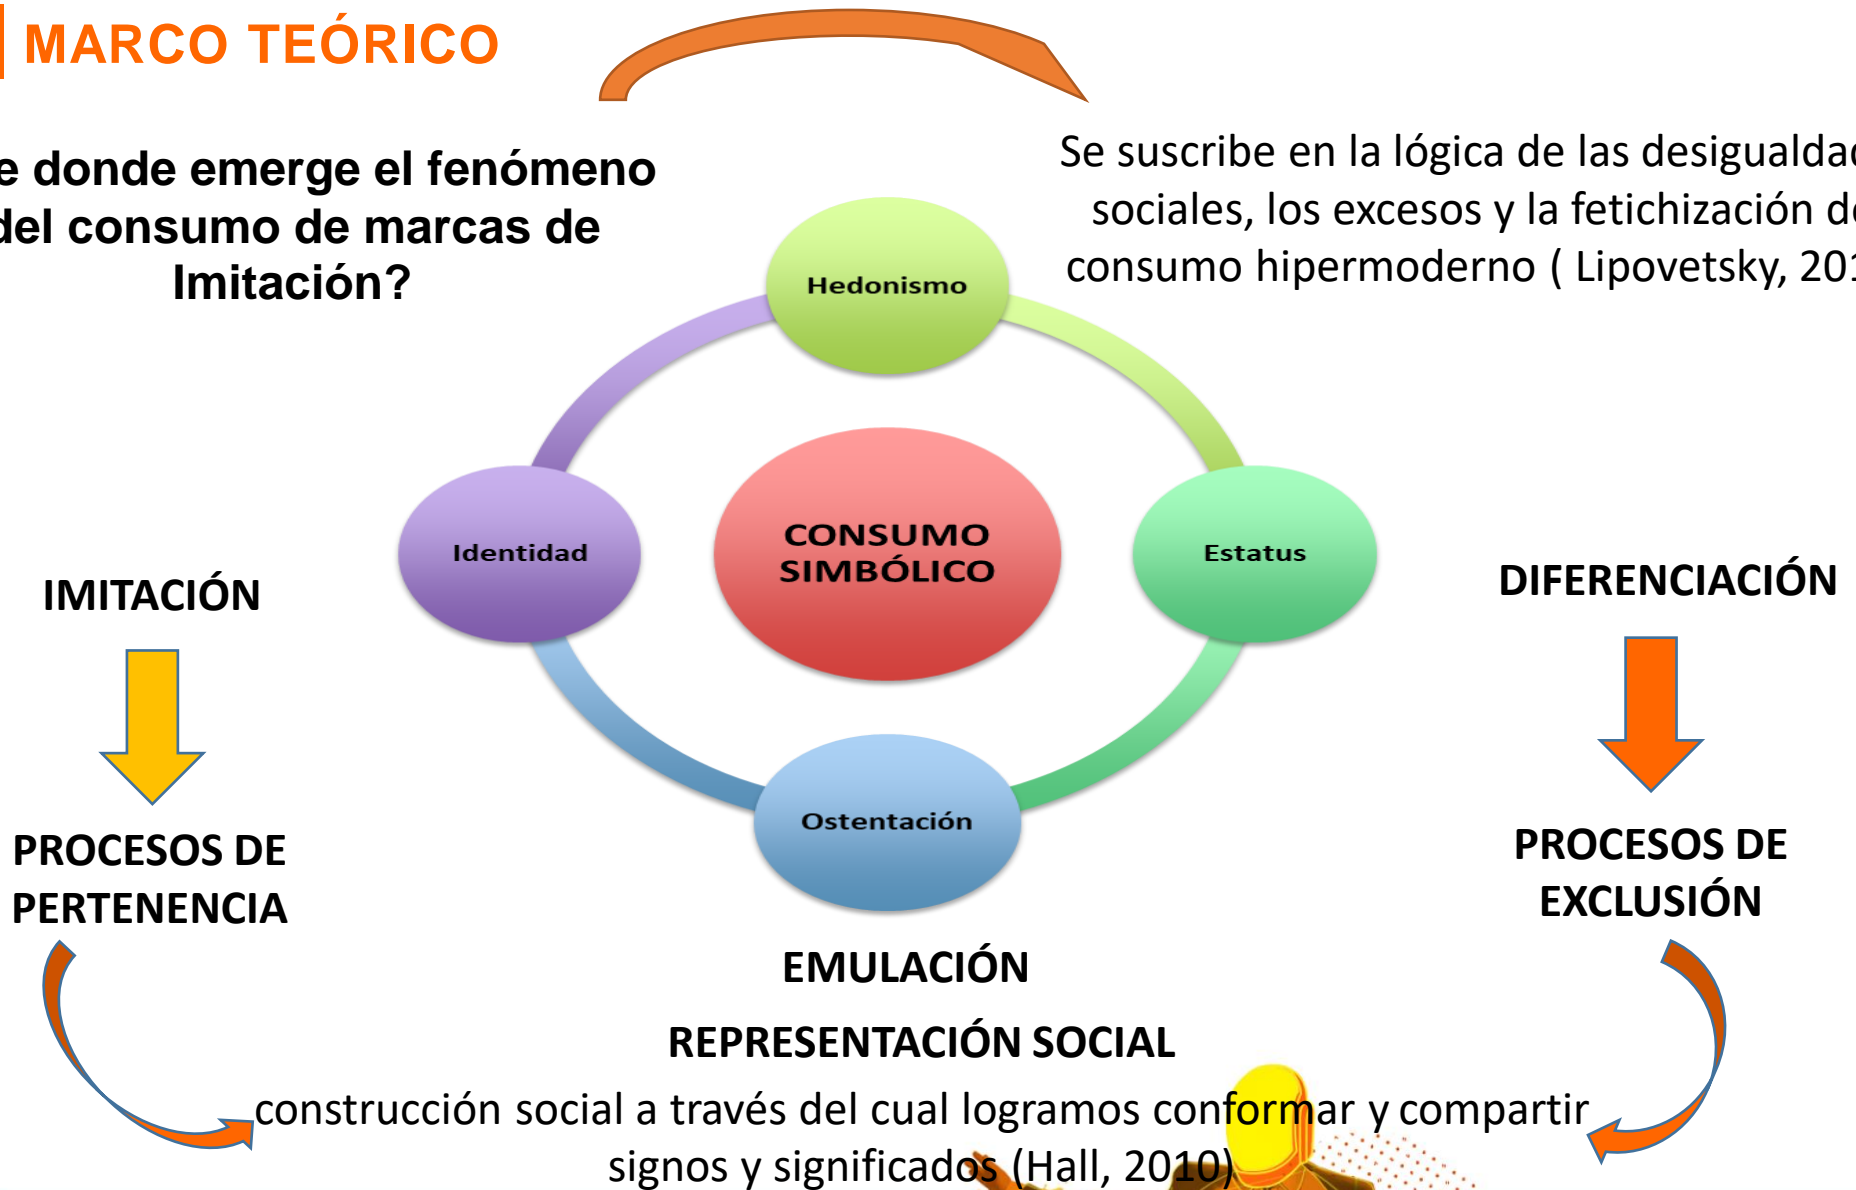 MARCO TEÓRICO
e donde emerge el fenómeno
del consumo de marcas de
Imitación?
Se suscribe en la lógica de las
sociales, los excesos y la fetichización
consumo hipermoderno ( Lipovetsky,
Hedonismo
Identidad
CONSUMO
SIMBÓLICO
Estatus
Ostentación
IMITACIÓN
PROCESOS DE
PERTENENCIA
DIFERENCIACIÓN
PROCESOS DE
EXCLUSIÓN
EMULACIÓN
REPRESENTACIÓN SOCIAL
construcción social a través del cual logramos conformar y compartir
signos y significados (Hall, 2010)